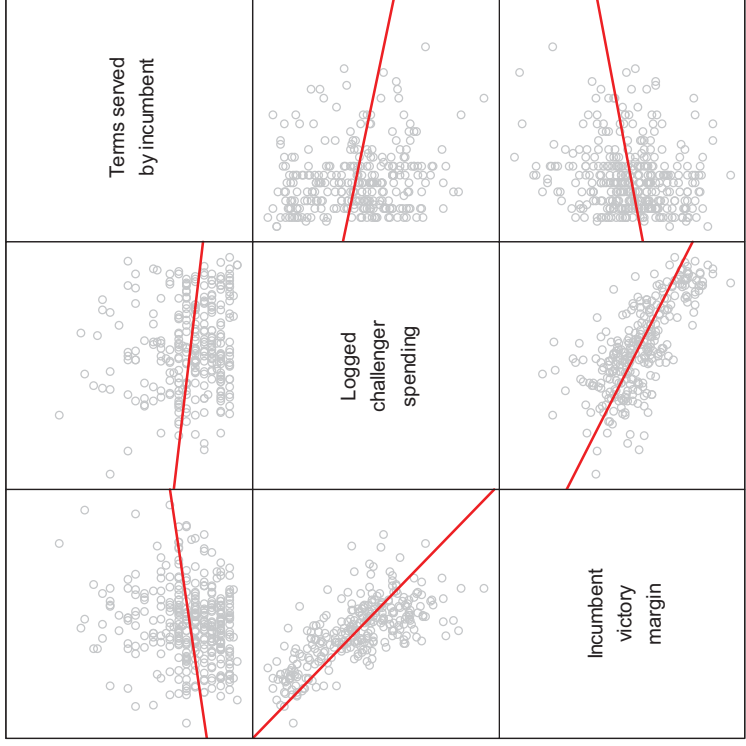 Terms served
by incumbent
Logged
challenger
spending
Incumbent
victory
margin